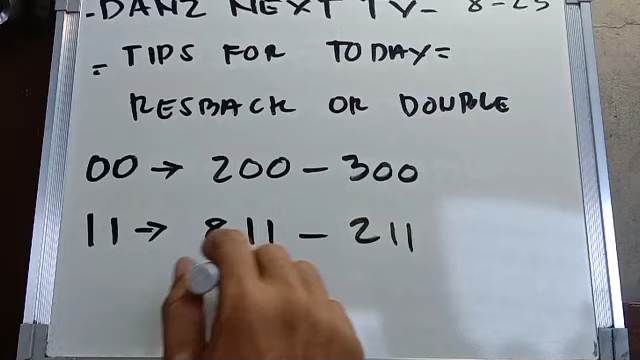 -DANZ NEXT TV- 8-25
= TIPS FOR TODAY=
RESBACK OR DOUBLE
00 → 200 - 300
11 → 811 - 211